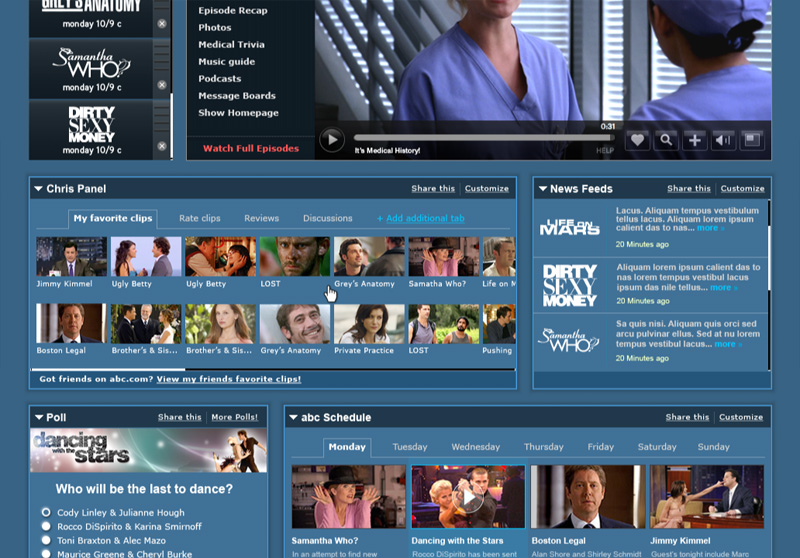 GREY'S ANATOMY
monday 10/9 c
Samantha
WHO?
monday 10/9 c
DIRTY
SEXY
MONEY
monday 10/9 c
Episode Recap
Photos
Medical Trivia
Music guide
Podcasts
Message Boards
Show Homepage
Watch Full Episodes
0:31
It's Medical History!
HELP
Chris Panel
Share this
Customize
My favorite clips
Rate clips
Reviews
Discussions
+ Add additional tab
Jimmy Kimmel
Ugly Betty
Ugly Betty
LOST
Grey's Anatomy
Samatha Who?
Life on M
Boston Legal
Brother's & Sis...
Brother's & Sis...
Grey's Anatomy
Private Practice
LOST
Pushing
Got friends on abc.com? View my friends favorite clips!
News Feeds
Share this
Customize
LIFE ON
MARS
Lacus. Aliquam tempus vestibulum
tellus lacus. Aliquam lorem ipsum
calient das to nas... more »
20 Minutes ago
DIRTY
SEXY
MONEY
Aliquam lorem ipsum calient das to
nas lorem tempus vestibul lacus
ipsum das nile tellus... more »
20 Minutes ago
Samantha
WHO?
Sa quis nisi. Aliquam quis orci sed
arcu pulvinar ellus. Sed at nu lorem
tempus vestibul lacus... more »
20 Minutes ago
Poll
Share this
More Polls!
dancing
with the
stars
Who will be the last to dance?
Cody Linley & Julianne Hough
Rocco DiSpirito & Karina Smirnoff
Toni Braxton & Alec Mazo
Maurice Greene & Cheryl Burke
abc Schedule
Share this
Customize
Monday
Tuesday
Wednesday
Thursday
Friday
Saturday
Sunday
Samantha Who?
In an attempt to find new
Dancing with the Stars
Rocco DiSpirito has been sent
Boston Legal
Alan Shore and Shirley Schmidt
Jimmy Kimmel
Guest's tonight include Mars